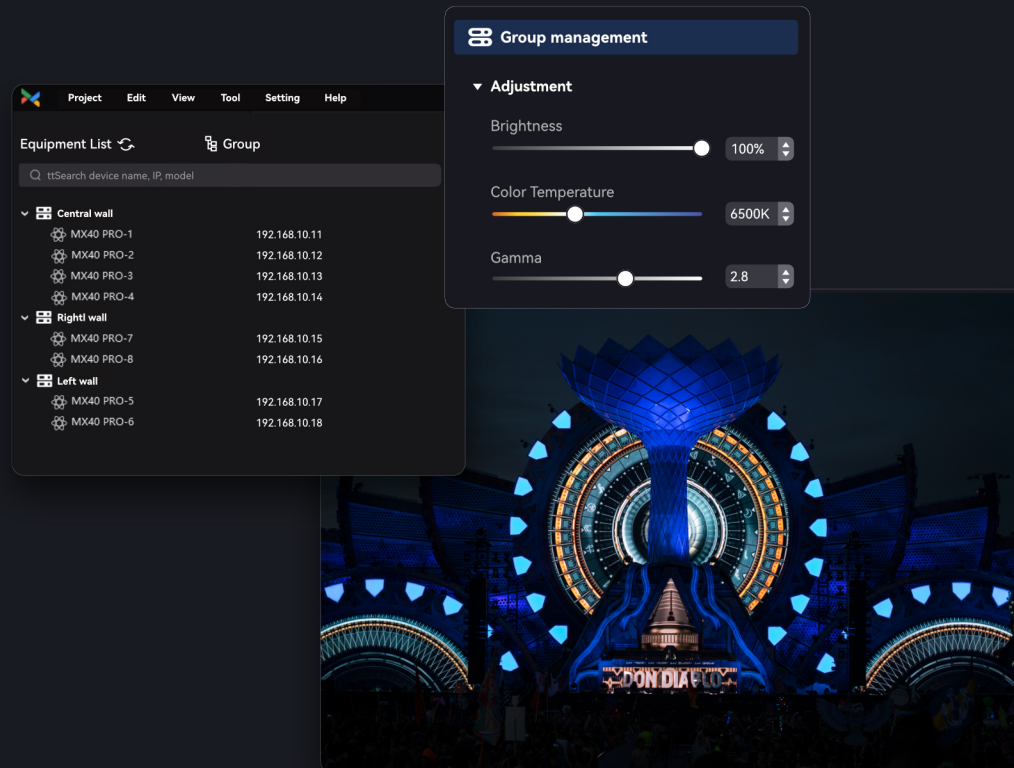 Group management
Adjustment
Brightness
100%
Color Temperature
6500K
Gamma
2.8
Project Edit View Tool Setting Help
Equipment List Group
ttSearch device name, IP, model
Central wall
MX40 PRO-1 192.168.10.11
MX40 PRO-2 192.168.10.12
MX40 PRO-3 192.168.10.13
MX40 PRO-4 192.168.10.14
Rightl wall
MX40 PRO-7 192.168.10.15
MX40 PRO-8 192.168.10.16
Left wall
MX40 PRO-5 192.168.10.17
MX40 PRO-6 192.168.10.18
DON DIABLO